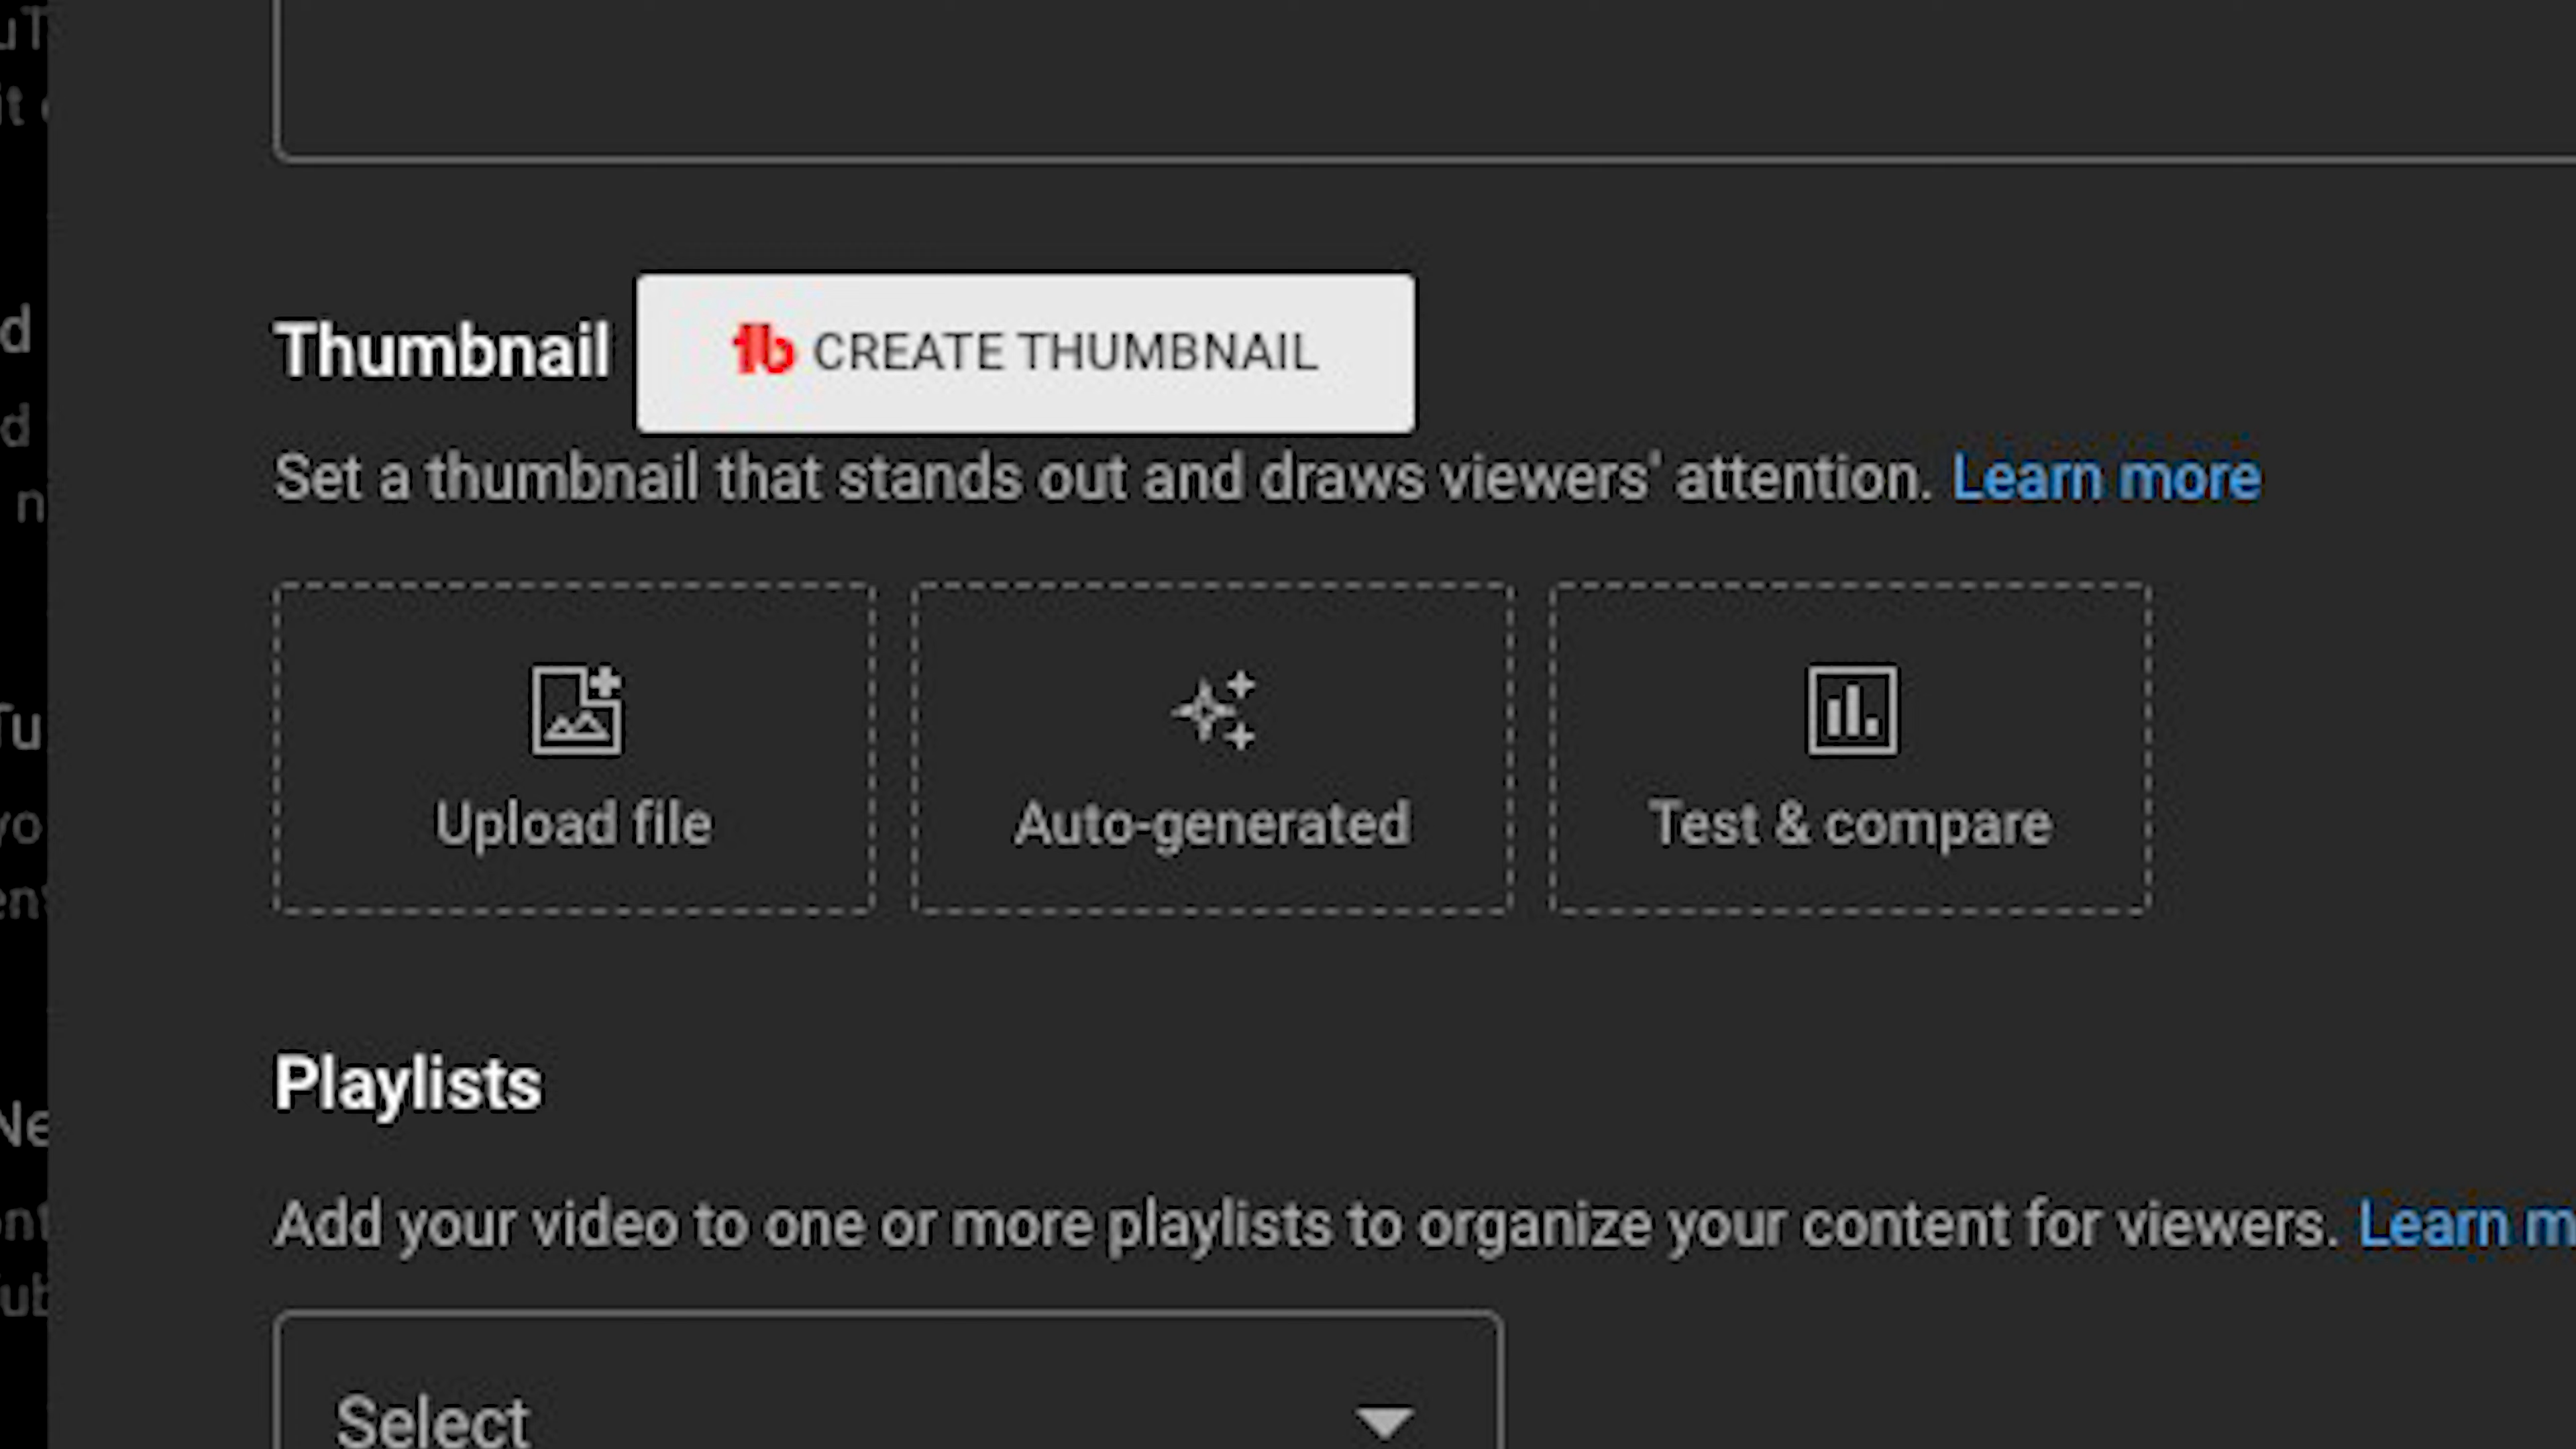 Thumbnail CREATE THUMBNAIL
Set a thumbnail that stands out and draws viewers' attention. Learn more
Upload file Auto-generated Test & compare
Playlists
Add your video to one or more playlists to organize your content for viewers. Learn
Select